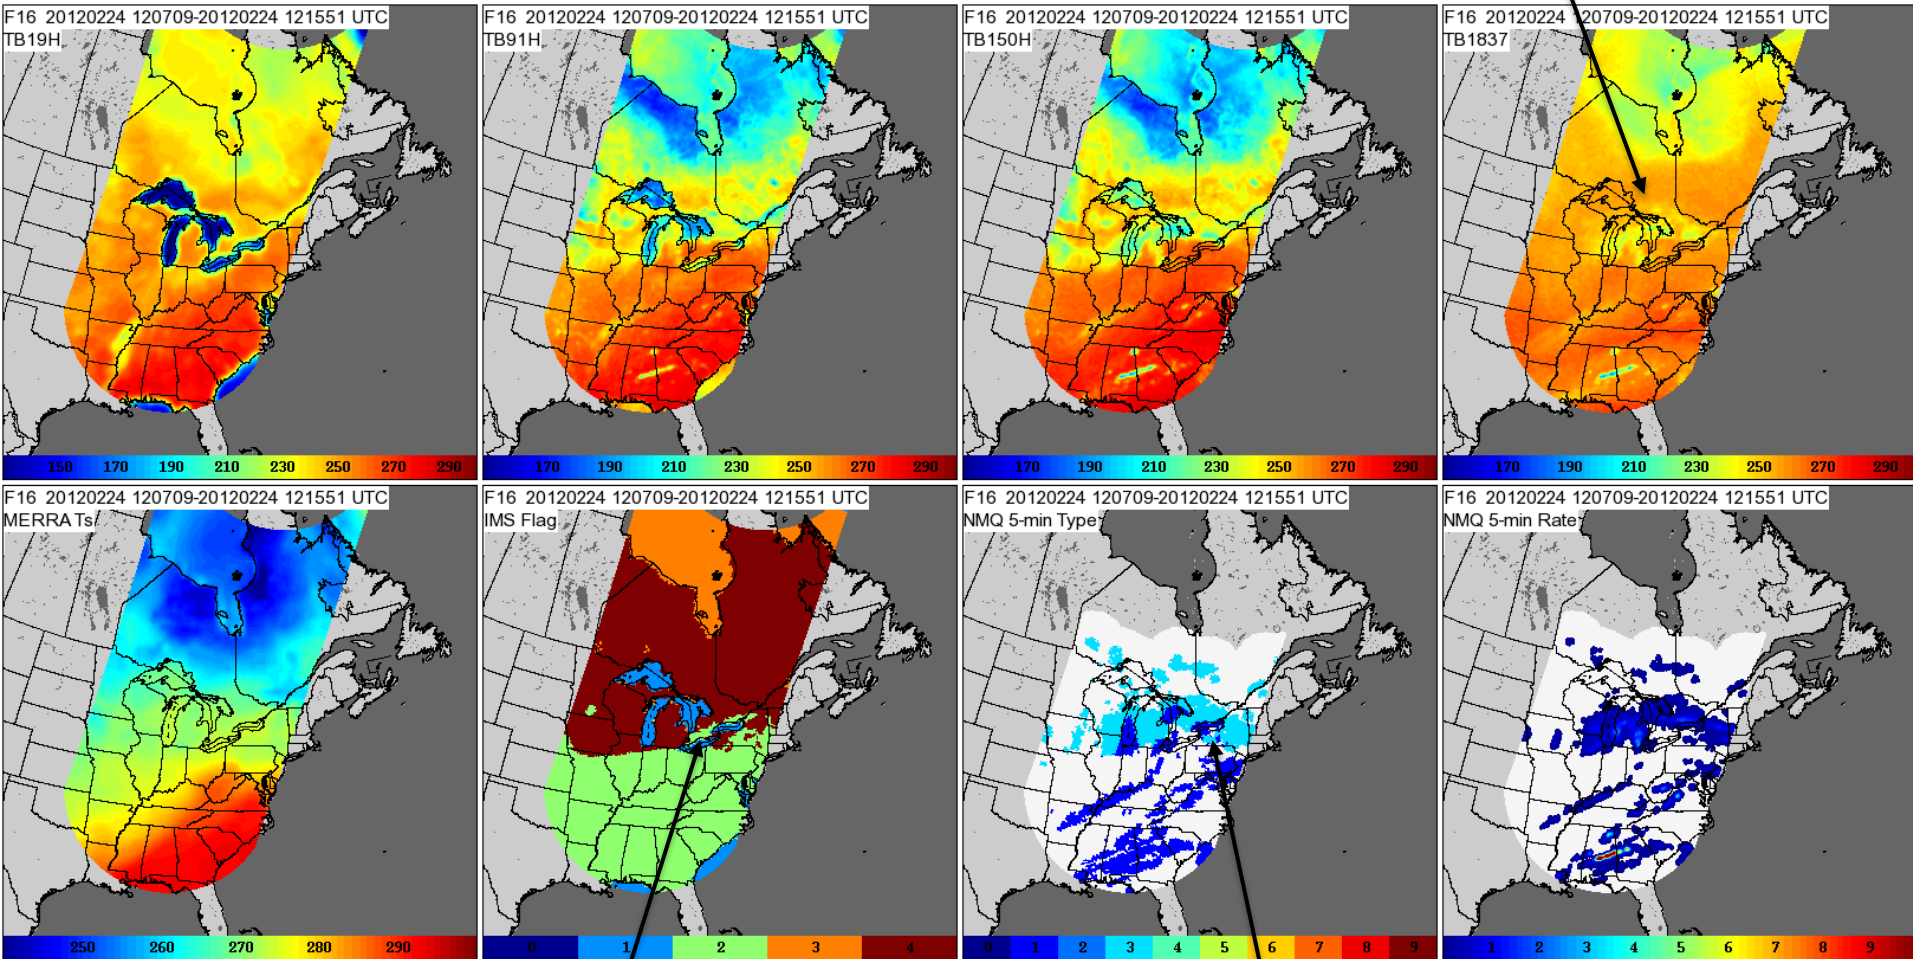 F16 20120224 120709-20120224 121551 UTC
TB19H
150 170 190 210 230 250 270 290
F16 20120224 120709-20120224 121551 UTC
TB91H
170 190 210 230 250 270 290
F16 20120224 120709-20120224 121551 UTC
TB150H
170 190 210 230 250 270 290
F16 20120224 120709-20120224 121551 UTC
TB1837
170 190 210 230 250 270 290
F16 20120224 120709-20120224 121551 UTC
MERRA Ts
250 260 270 280 290
F16 20120224 120709-20120224 121551 UTC
IMS Flag
0 1 2 3 4
F16 20120224 120709-20120224 121551 UTC
NMQ 5-min Type
0 1 2 3 4 5 6 7 8 9
F16 20120224 120709-20120224 121551 UTC
NMQ 5-min Rate
1 2 3 4 5 6 7 8 9